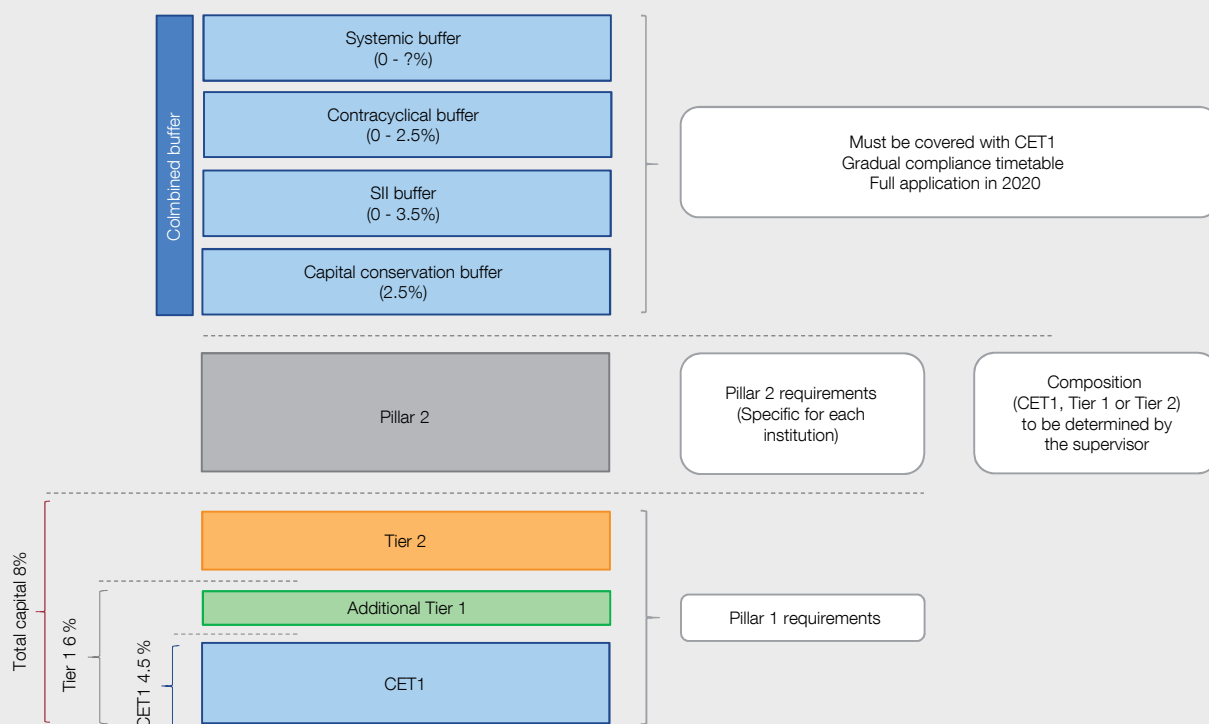 Colmbined buffer
Systemic buffer
(0 - ?%)
Contracyclical buffer
(0 - 2.5%)
SII buffer
(0 - 3.5%)
Capital conservation buffer
(2.5%)
Must be covered with CET1
Gradual compliance timetable
Full application in 2020
Pillar 2
Pillar 2 requirements
(Specific for each
institution)
Composition
(CET1, Tier 1 or Tier 2)
to be determined by
the supervisor
Total capital 8%
Tier 1 6 %
CET1 4.5 %
Tier 2
Additional Tier 1
CET1
Pillar 1 requirements